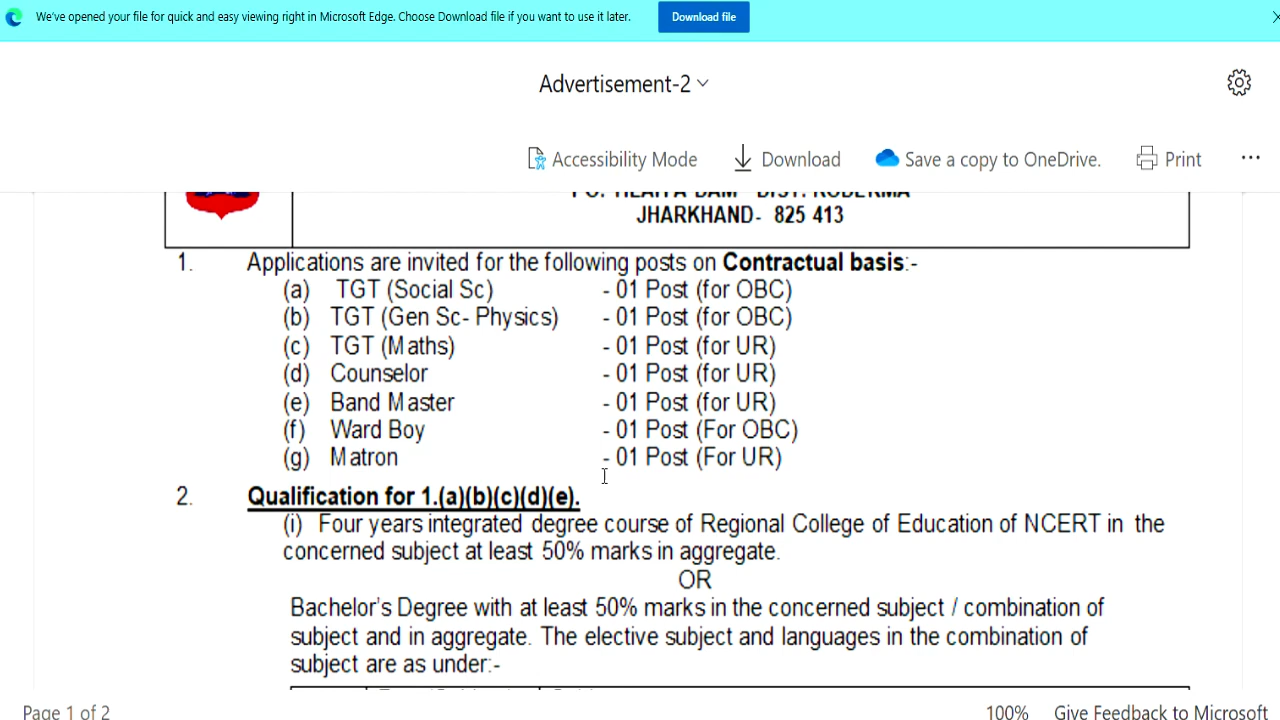 We've opened your file for quick and easy viewing right in Microsoft Edge. Choose Download file if you want to use it later.
Download file
Advertisement-2
Accessibility Mode
Download
Save a copy to OneDrive.
Print
PO: TILAIYA DAM DIST. KODERMA
JHARKHAND- 825 413
1. Applications are invited for the following posts on Contractual basis:-
(a) TGT (Social Sc) - 01 Post (for OBC)
(b) TGT (Gen Sc- Physics) - 01 Post (for OBC)
(c) TGT (Maths) - 01 Post (for UR)
(d) Counselor - 01 Post (for UR)
(e) Band Master - 01 Post (for UR)
(f) Ward Boy - 01 Post (For OBC)
(g) Matron - 01 Post (For UR)
2. Qualification for 1.(a)(b)(c)(d)(e).
(i) Four years integrated degree course of Regional College of Education of NCERT in the
concerned subject at least 50% marks in aggregate.
OR
Bachelor's Degree with at least 50% marks in the concerned subject / combination of
subject and in aggregate. The elective subject and languages in the combination of
subject are as under:-
Page 1 of 2
100%
Give Feedback to Microsoft